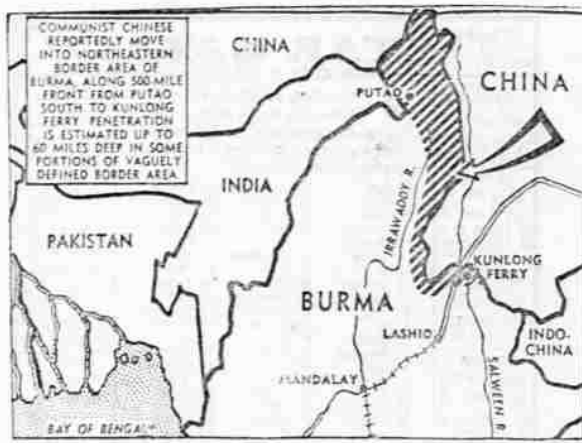 COMMUNIST CHINESE
REPORTEDLY MOVE
INTO NORTHEASTERN
BORDER AREA OF
BURMA, ALONG 500-MILE
FRONT FROM PUTAO
SOUTH TO KUNLONG
FERRY PENETRATION
IS ESTIMATED UP TO
60 MILES DEEP IN SOME
PORTIONS OF VAGUELY
DEFINED BORDER AREA
CHINA
CHINA
PUTAO
INDIA
PAKISTAN
IRRAWADDY R.
BURMA
KUNLONG
FERRY
LASHIO
INDO-
CHINA
MANDALAY
SALWEEN R.
BAY OF BENGAL